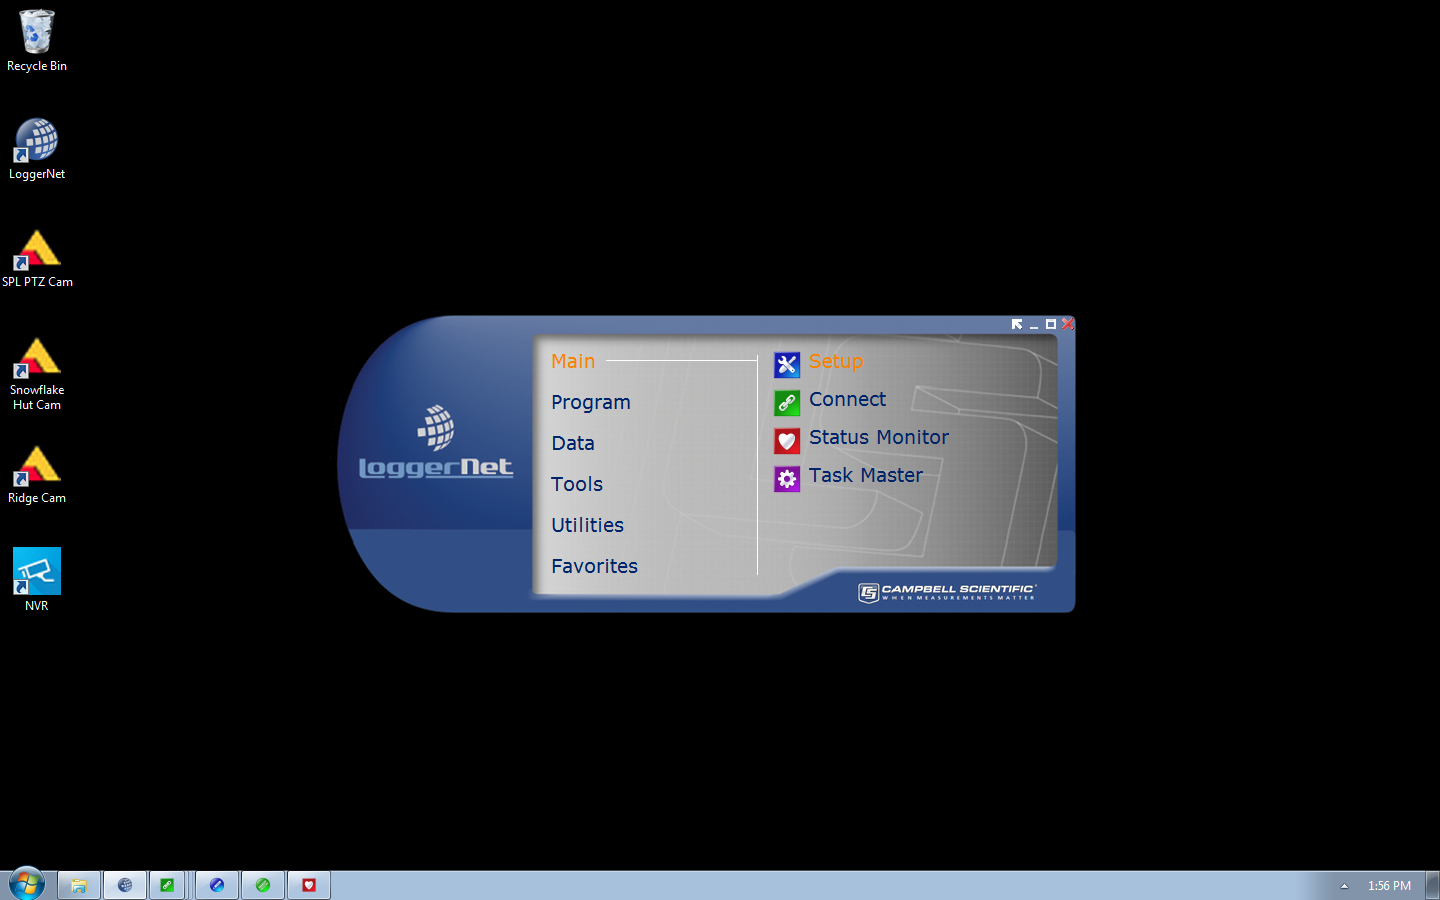 Recycle Bin
LoggerNet
SPL PTZ Cam
Snowflake
Hut Cam
Ridge Cam
NVR
LoggerNet
Main
Program
Data
Tools
Utilities
Favorites
Setup
Connect
Status Monitor
Task Master
CAMPBELL SCIENTIFIC
WHEN MEASUREMENTS MATTER
1:56 PM